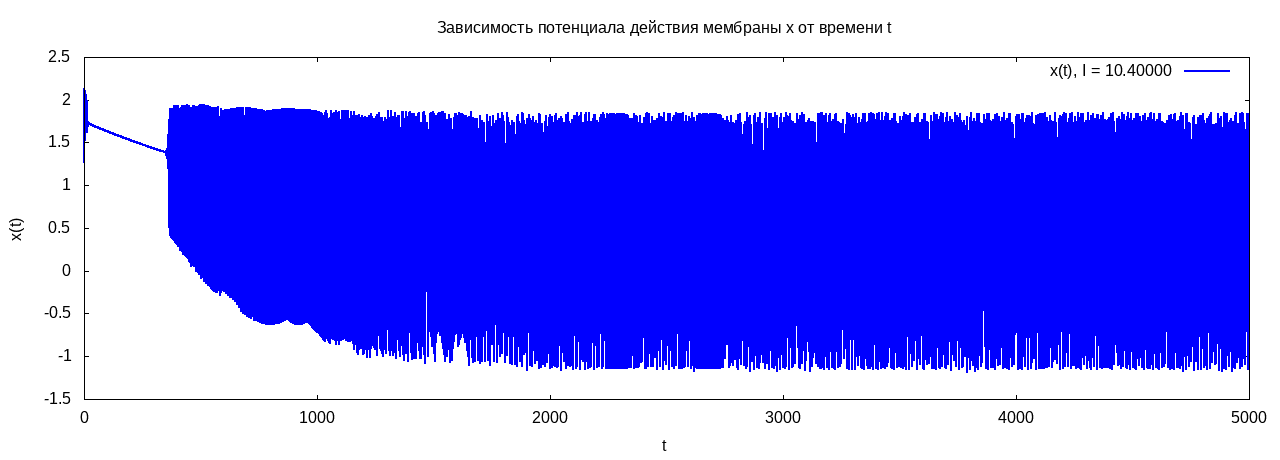 Зависимость потенциала действия мембраны x от времени t
x(t), I = 10.40000
2.5
2
1.5
1
0.5
0
-0.5
-1
-1.5
x(t)
0 1000 2000 3000 4000 5000
t